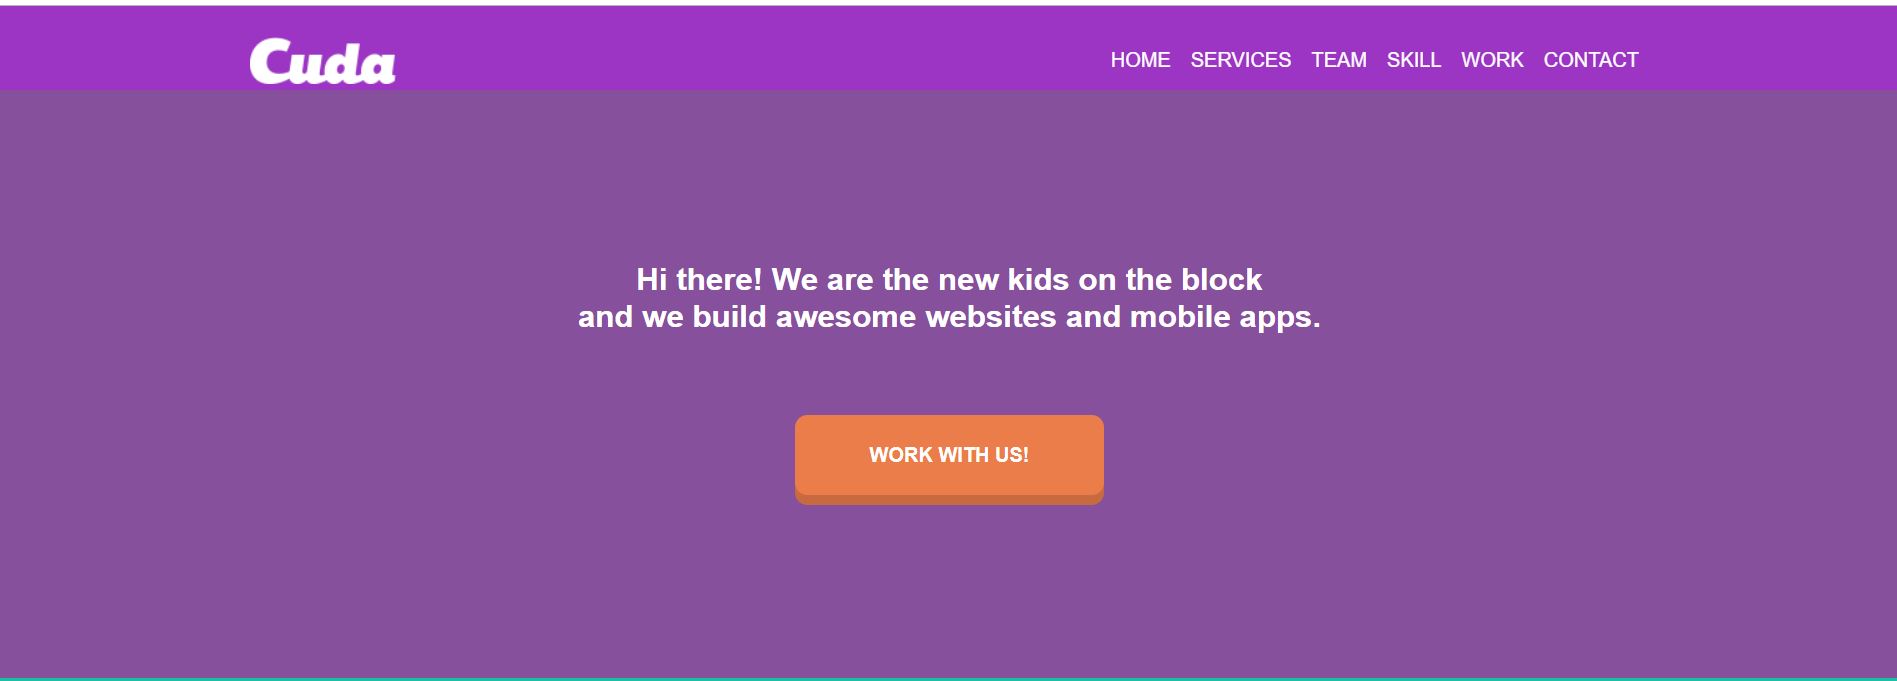 Cuda
HOME SERVICES TEAM SKILL WORK CONTACT
Hi there! We are the new kids on the block
and we build awesome websites and mobile apps.
WORK WITH US!